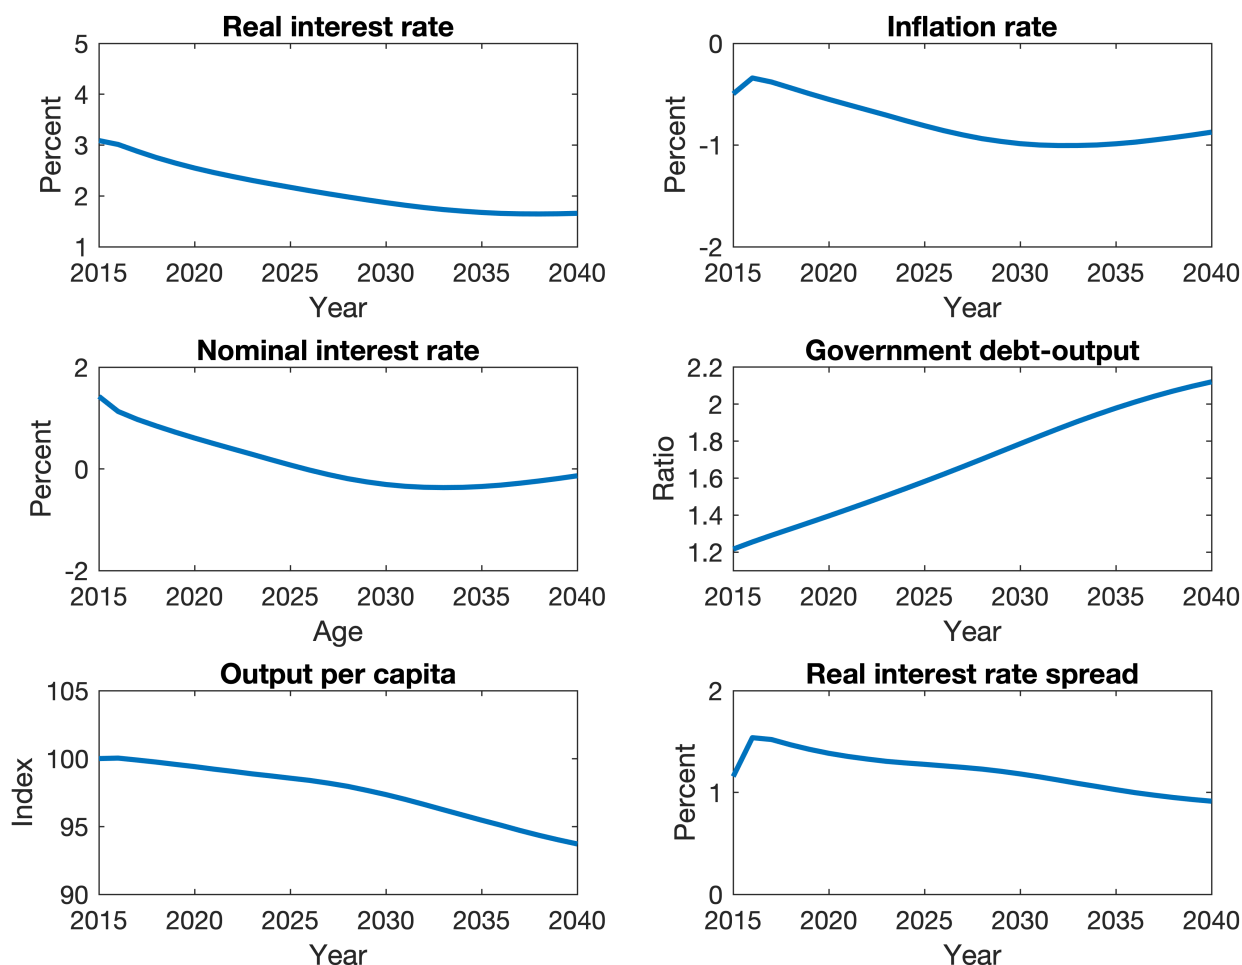 Real interest rate
5
4
3
2
1
Percent
2015 2020 2025 2030 2035 2040
Year
Inflation rate
0
-1
-2
Percent
2015 2020 2025 2030 2035 2040
Year
Nominal interest rate
2
0
-2
Percent
2015 2020 2025 2030 2035 2040
Age
Government debt-output
2.2
2
1.8
1.6
1.4
1.2
Ratio
2015 2020 2025 2030 2035 2040
Year
Output per capita
105
100
95
90
Index
2015 2020 2025 2030 2035 2040
Year
Real interest rate spread
2
1
0
Percent
2015 2020 2025 2030 2035 2040
Year